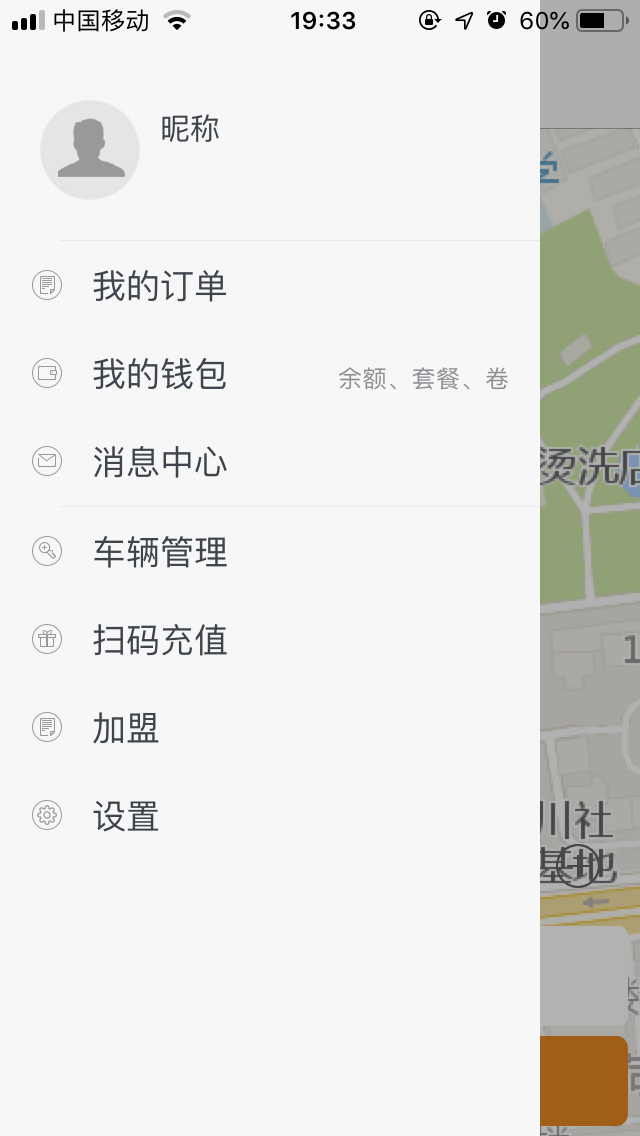 中国移动 19:33 60%
昵称
我的订单
我的钱包 余额、套餐、卷
消息中心
车辆管理
扫码充值
加盟
设置
烫洗店
1
川社
基地